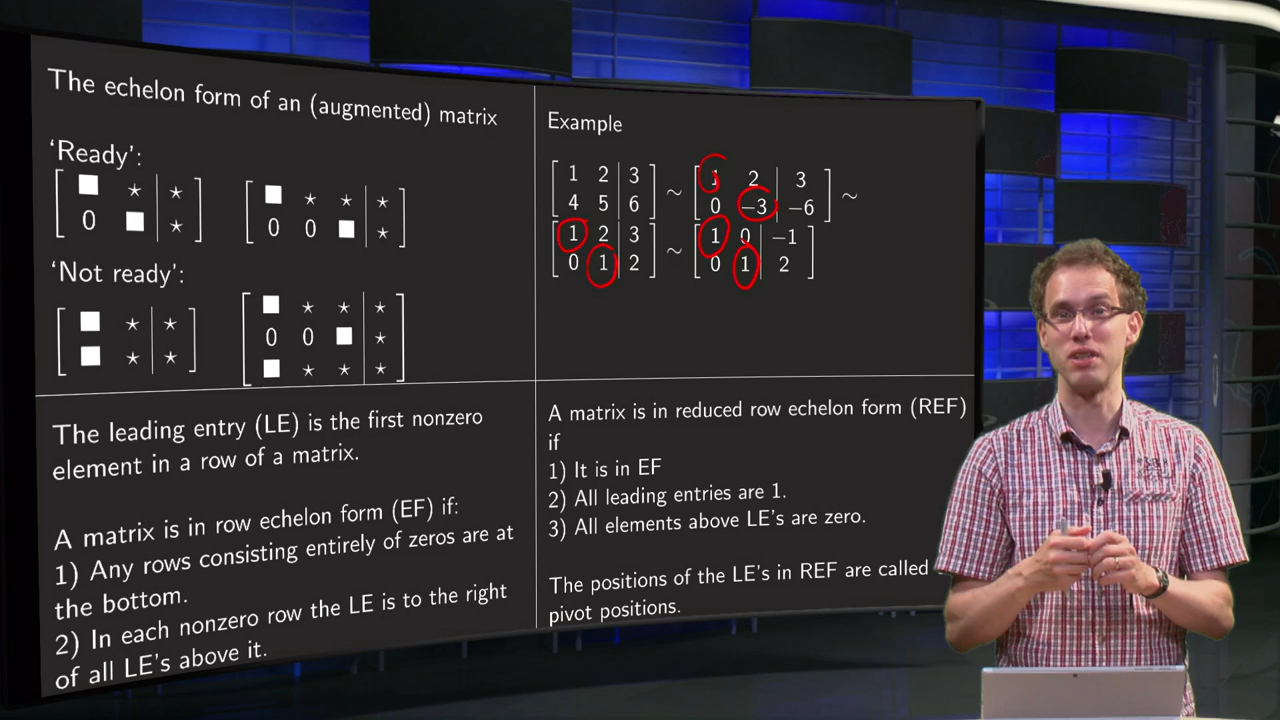 The echelon form of an (augmented) matrix
‘Ready’:
[ ■ ⋆ | ⋆ ] [ ■ ⋆ ⋆ | ⋆ ]
[ 0 ■ | ⋆ ] [ 0 0 ■ | ⋆ ]
‘Not ready’:
[ ■ ⋆ | ⋆ ] [ ■ ⋆ ⋆ | ⋆ ]
[ ■ ⋆ | ⋆ ] [ 0 0 ■ | ⋆ ]
[ ■ ⋆ ⋆ | ⋆ ]
Example
[ 1 2 | 3 ] ∼ [ 1 2 | 3 ] ∼
[ 4 5 | 6 ] [ 0 −3 | −6 ]
[ 1 2 | 3 ] ∼ [ 1 0 | −1 ]
[ 0 1 | 2 ] [ 0 1 | 2 ]
The leading entry (LE) is the first nonzero
element in a row of a matrix.
A matrix is in row echelon form (EF) if:
1) Any rows consisting entirely of zeros are at
the bottom.
2) In each nonzero row the LE is to the right
of all LE’s above it.
A matrix is in reduced row echelon form (REF)
if
1) It is in EF
2) All leading entries are 1.
3) All elements above LE’s are zero.
The positions of the LE’s in REF are called
pivot positions.